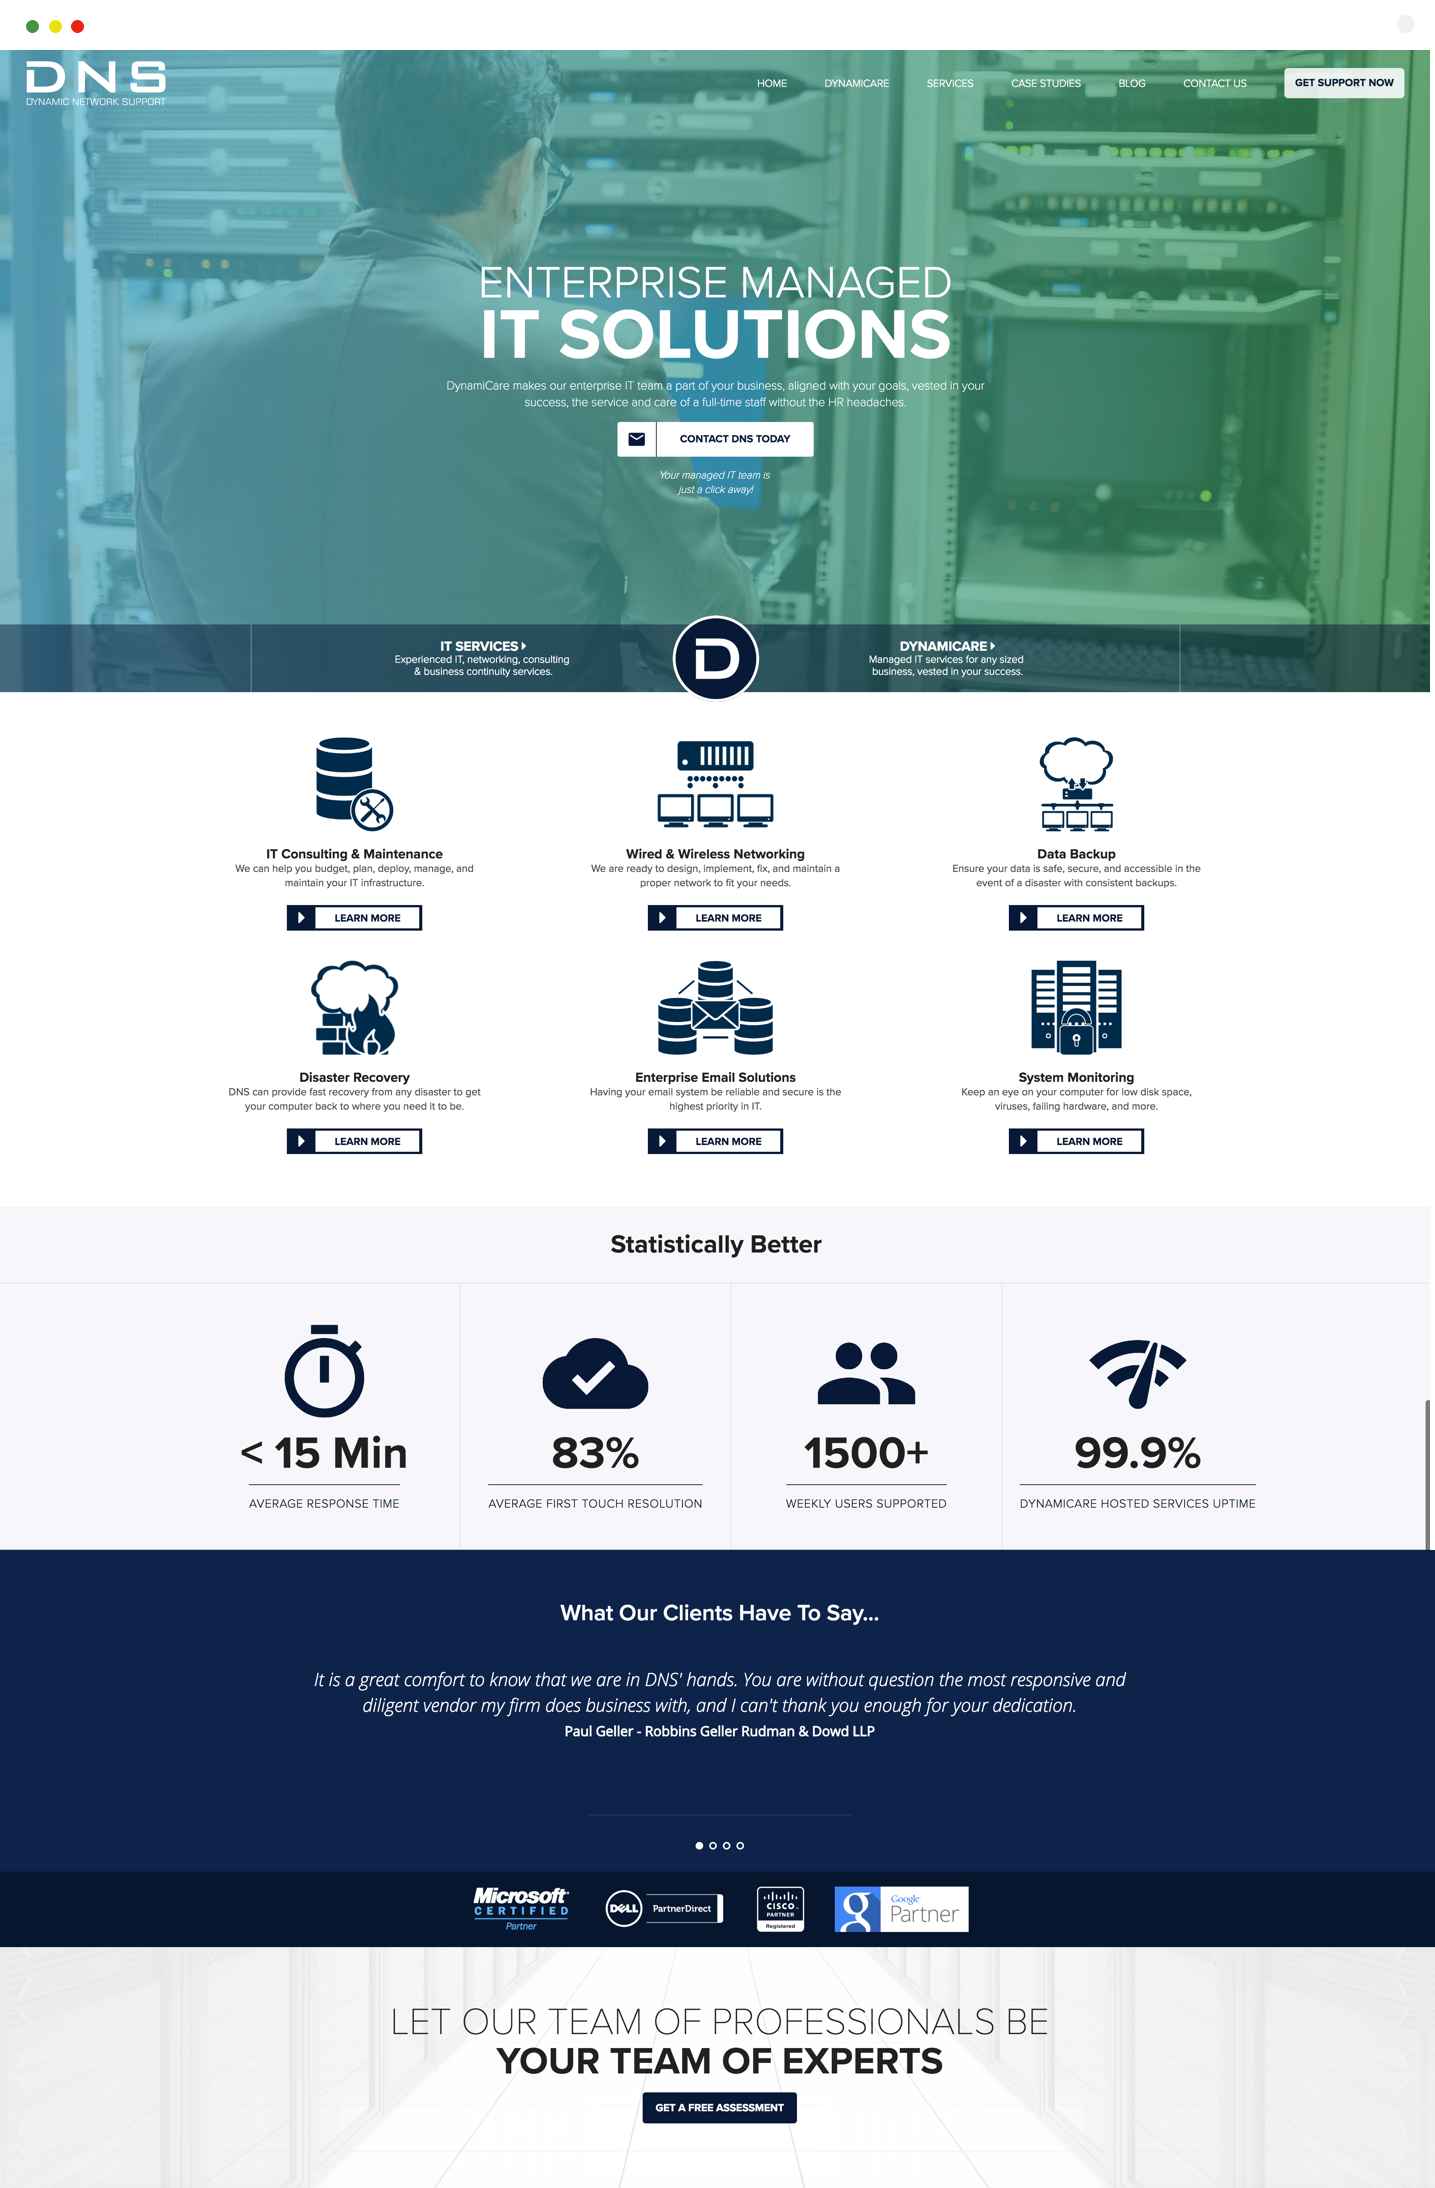 DNS
DYNAMIC NETWORK SUPPORT
HOME
DYNAMICARE
SERVICES
CASE STUDIES
BLOG
CONTACT US
GET SUPPORT NOW
ENTERPRISE MANAGED
IT SOLUTIONS
DynamiCare makes our enterprise IT team a part of your business, aligned with your goals, vested in your
success, the service and care of a full-time staff without the HR headaches.
CONTACT DNS TODAY
Your managed IT team is
just a click away!
IT SERVICES
Experienced IT, networking, consulting
& business continuity services.
D
DYNAMICARE
Managed IT services for any sized
business, vested in your success.
IT Consulting & Maintenance
We can help you budget, plan, deploy, manage, and
maintain your IT infrastructure.
LEARN MORE
Wired & Wireless Networking
We are ready to design, implement, fix, and maintain a
proper network to fit your needs.
LEARN MORE
Data Backup
Ensure your data is safe, secure, and accessible in the
event of a disaster with consistent backups.
LEARN MORE
Disaster Recovery
DNS can provide fast recovery from any disaster to get
your computer back to where you need it to be.
LEARN MORE
Enterprise Email Solutions
Having your email system be reliable and secure is the
highest priority in IT.
LEARN MORE
System Monitoring
Keep an eye on your computer for low disk space,
viruses, failing hardware, and more.
LEARN MORE
Statistically Better
< 15 Min
AVERAGE RESPONSE TIME
83%
AVERAGE FIRST TOUCH RESOLUTION
1500+
WEEKLY USERS SUPPORTED
99.9%
DYNAMICARE HOSTED SERVICES UPTIME
What Our Clients Have To Say...
It is a great comfort to know that we are in DNS' hands. You are without question the most responsive and
diligent vendor my firm does business with, and I can't thank you enough for your dedication.
Paul Geller - Robbins Geller Rudman & Dowd LLP
Microsoft
CERTIFIED
Partner
DELL
PartnerDirect
CISCO
PARTNER
Registered
g
Google
Partner
LET OUR TEAM OF PROFESSIONALS BE
YOUR TEAM OF EXPERTS
GET A FREE ASSESSMENT